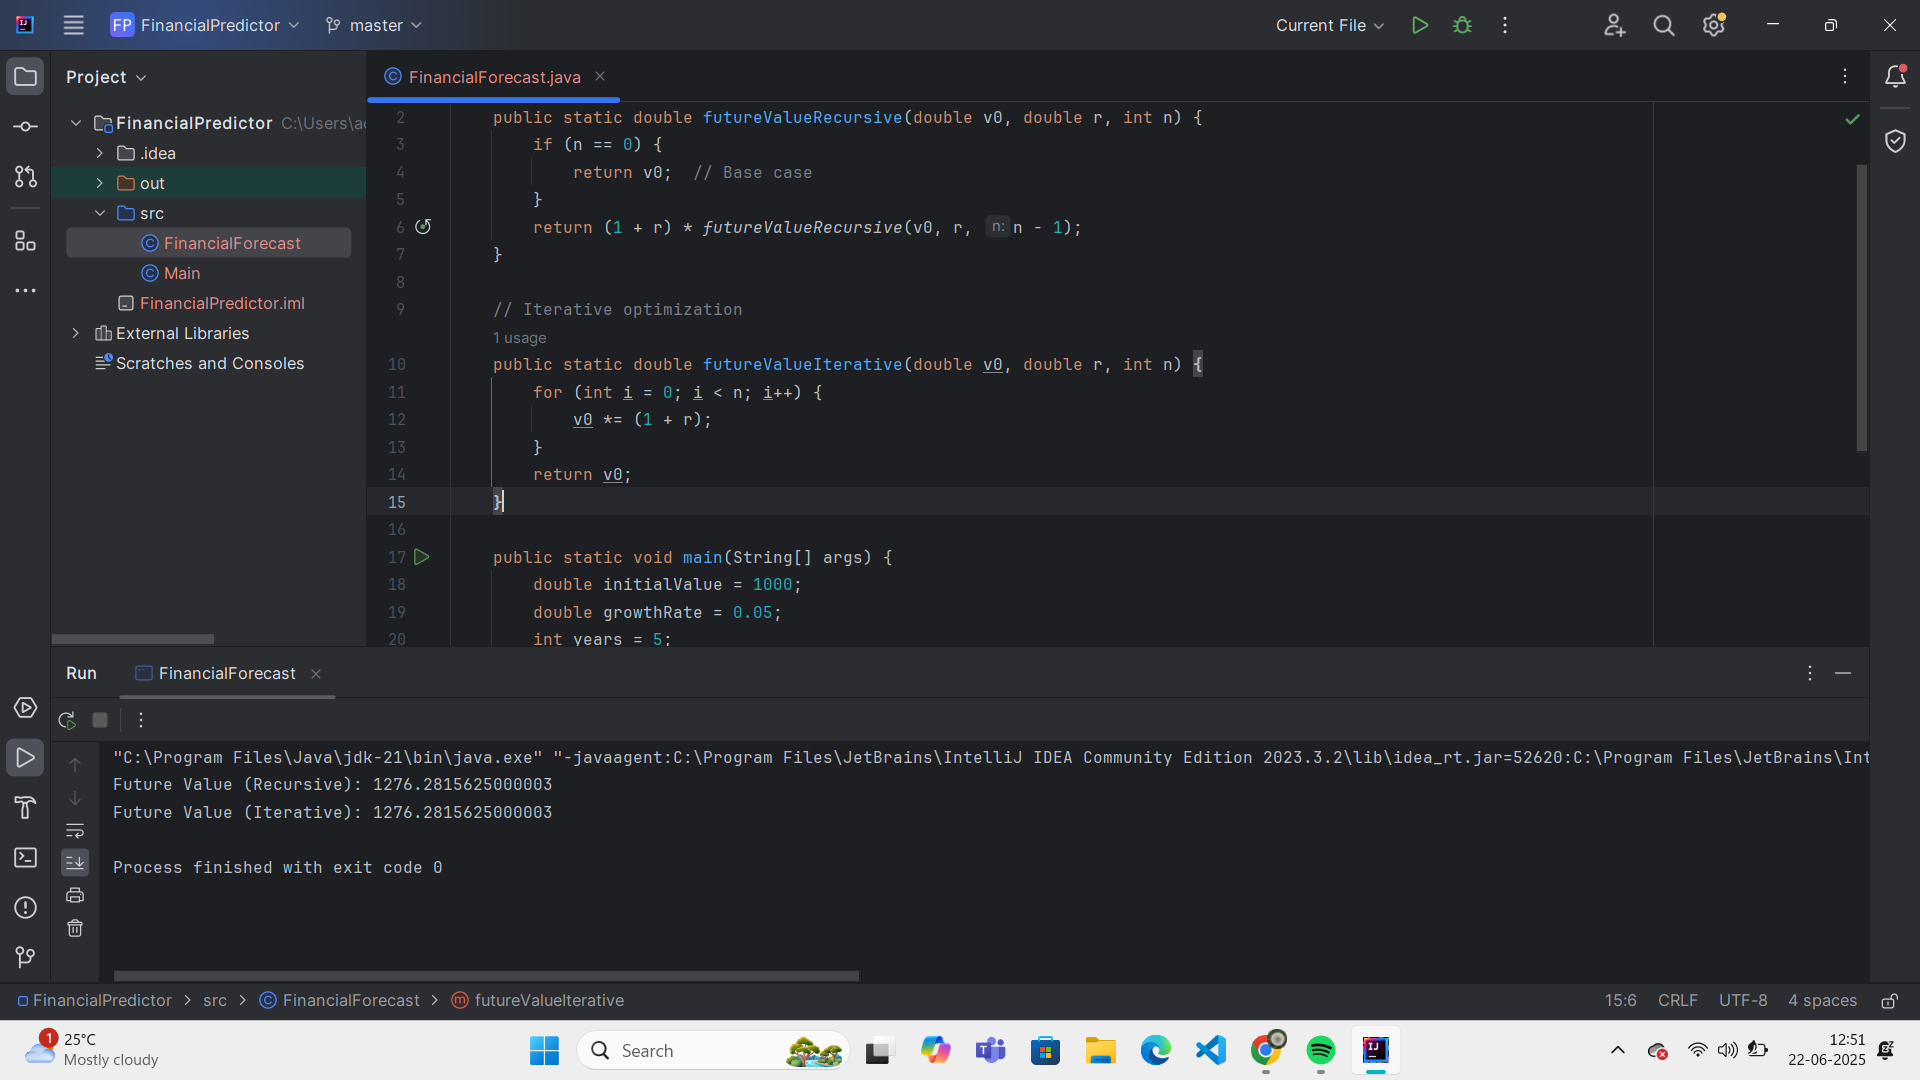 FP FinancialPredictor master Current File
Project
FinancialForecast.java
FinancialPredictor C:\Users\a
.idea
out
src
FinancialForecast
Main
FinancialPredictor.iml
External Libraries
Scratches and Consoles
2 public static double futureValueRecursive(double v0, double r, int n) {
3 if (n == 0) {
4 return v0; // Base case
5 }
6 return (1 + r) * futureValueRecursive(v0, r, n: n - 1);
7 }
8
9 // Iterative optimization
1 usage
10 public static double futureValueIterative(double v0, double r, int n) {
11 for (int i = 0; i < n; i++) {
12 v0 *= (1 + r);
13 }
14 return v0;
15 }
16
17 public static void main(String[] args) {
18 double initialValue = 1000;
19 double growthRate = 0.05;
20 int years = 5;
Run FinancialForecast
"C:\Program Files\Java\jdk-21\bin\java.exe" "-javaagent:C:\Program Files\JetBrains\IntelliJ IDEA Community Edition 2023.3.2\lib\idea_rt.jar=52620:C:\Program Files\JetBrains\Int
Future Value (Recursive): 1276.2815625000003
Future Value (Iterative): 1276.2815625000003
Process finished with exit code 0
FinancialPredictor > src > FinancialForecast > m futureValueIterative 15:6 CRLF UTF-8 4 spaces
1 25°C
Mostly cloudy
Search
12:51
22-06-2025